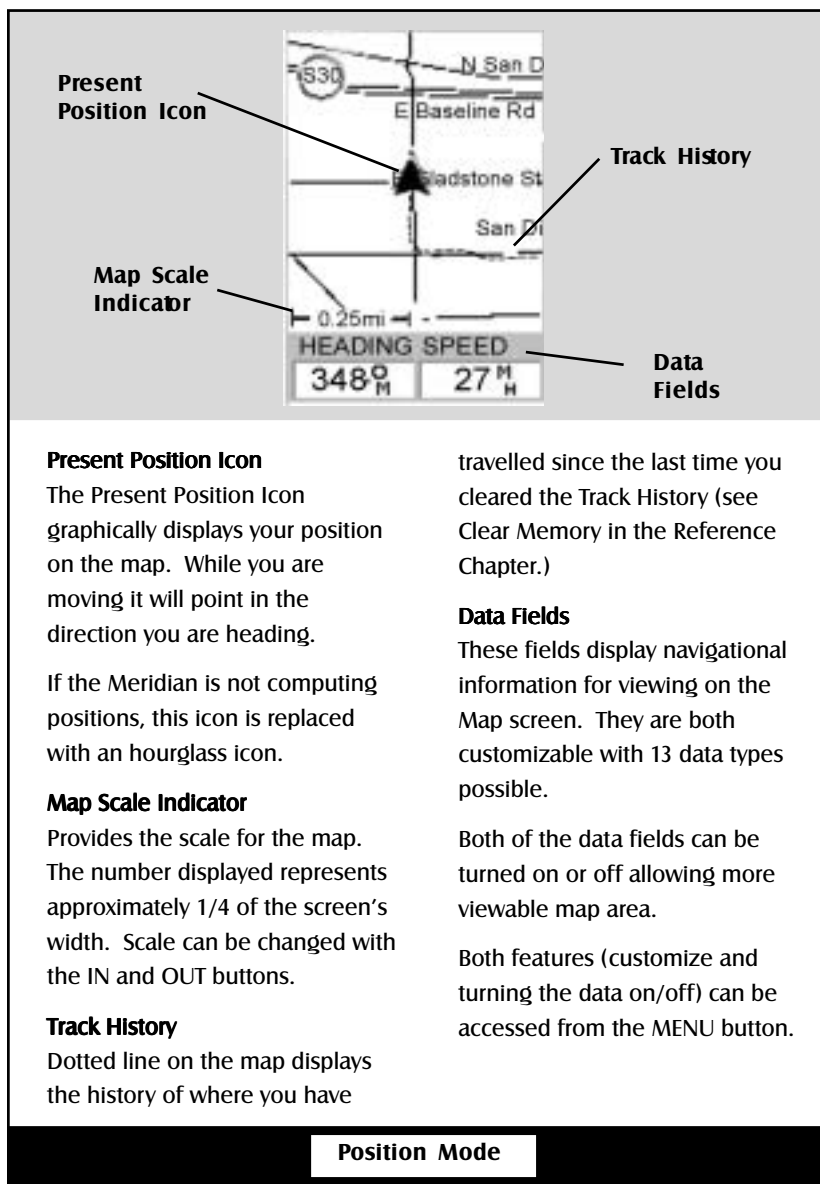 Present
Position Icon
Map Scale
Indicator
S30
N San D
E Baseline Rd
E Gladstone St
San Di
0.25mi
HEADING SPEED
348°M
27 MH
Track History
Data
Fields
Present Position Icon
The Present Position Icon
graphically displays your position
on the map. While you are
moving it will point in the
direction you are heading.
If the Meridian is not computing
positions, this icon is replaced
with an hourglass icon.
Map Scale Indicator
Provides the scale for the map.
The number displayed represents
approximately 1/4 of the screen's
width. Scale can be changed with
the IN and OUT buttons.
Track History
Dotted line on the map displays
the history of where you have
travelled since the last time you
cleared the Track History (see
Clear Memory in the Reference
Chapter.)
Data Fields
These fields display navigational
information for viewing on the
Map screen. They are both
customizable with 13 data types
possible.
Both of the data fields can be
turned on or off allowing more
viewable map area.
Both features (customize and
turning the data on/off) can be
accessed from the MENU button.
Position Mode